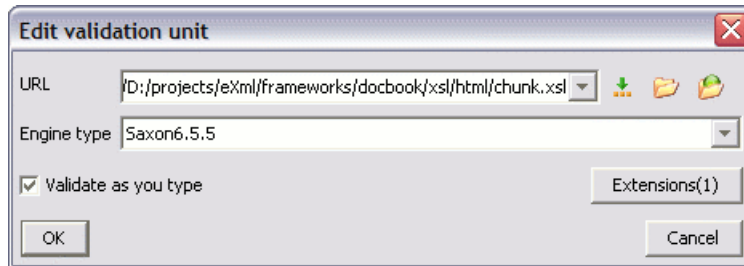 Edit validation unit
URL /D:/projects/eXml/frameworks/docbook/xsl/html/chunk.xsl
Engine type Saxon6.5.5
Validate as you type Extensions(1)
OK Cancel